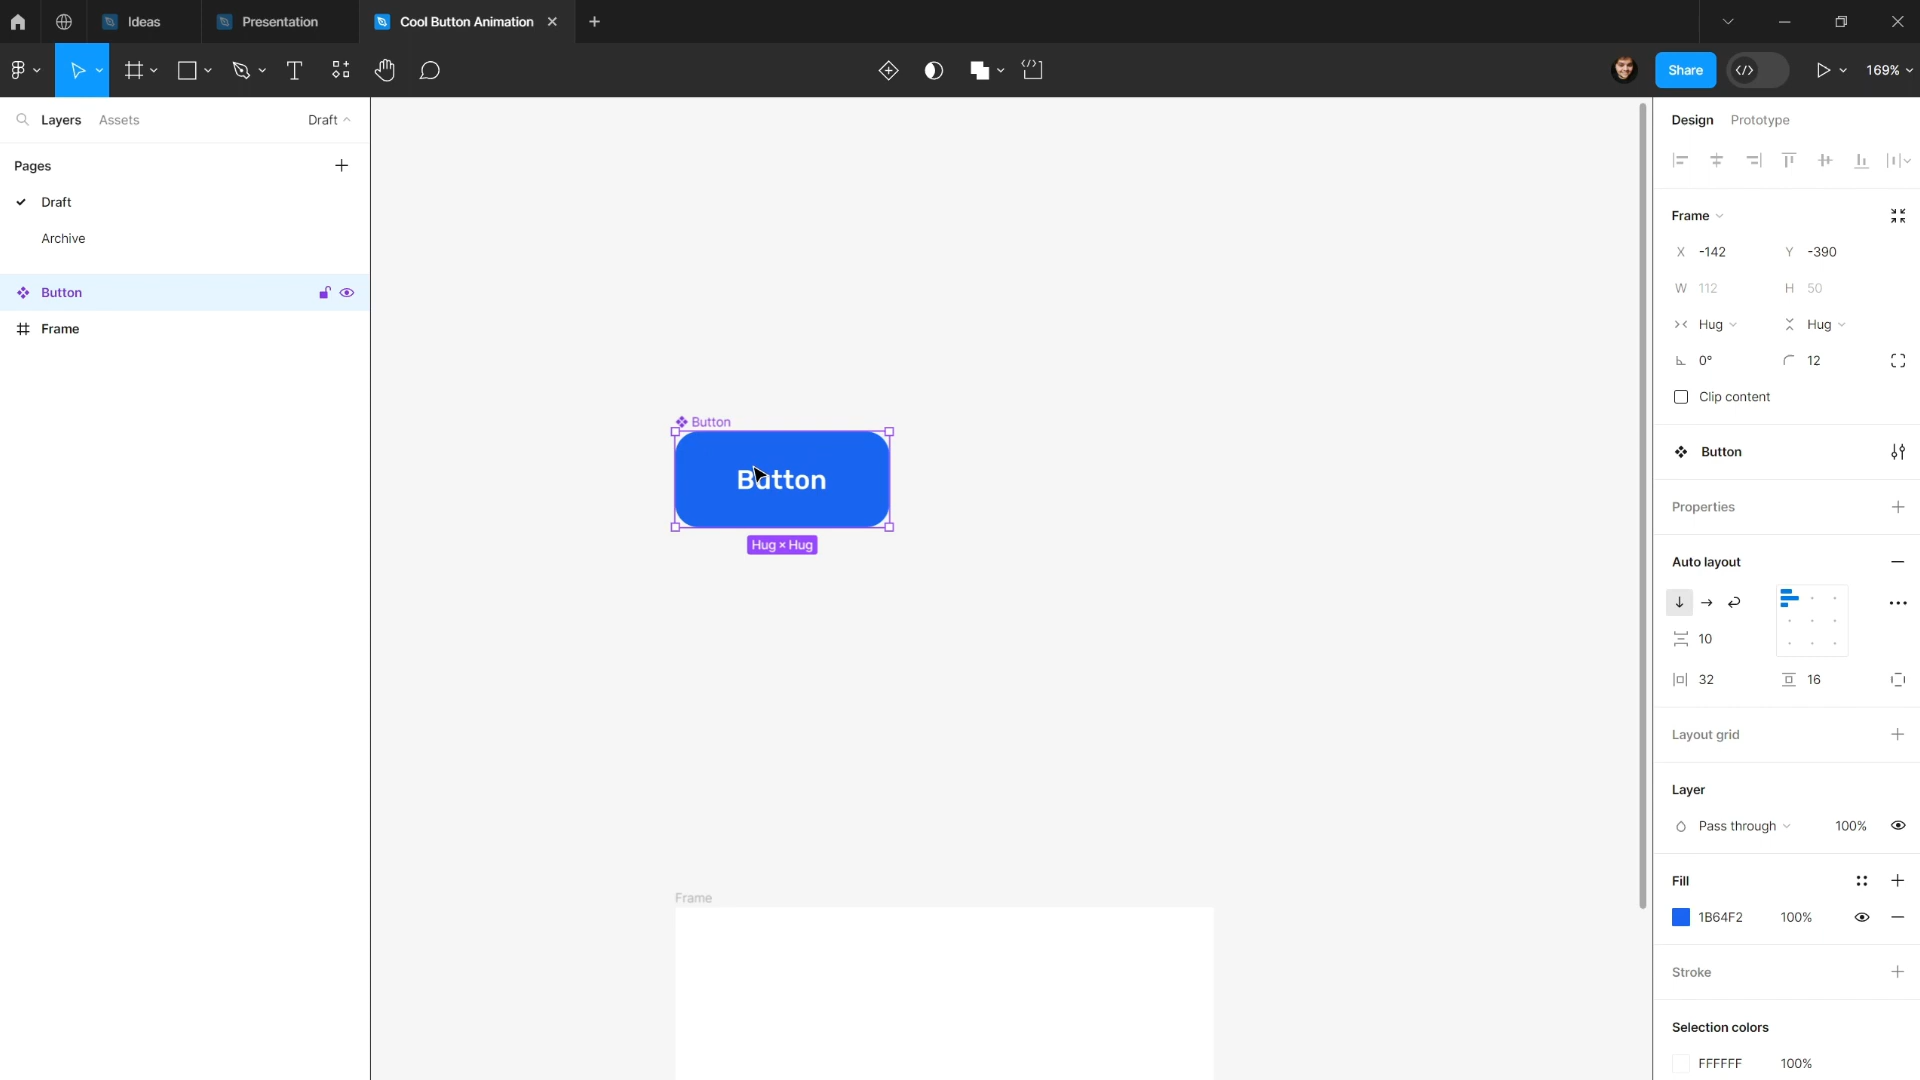 Ideas
Presentation
Cool Button Animation
Share
169%
Layers
Assets
Draft
Pages
Draft
Archive
Button
Frame
Button
Button
Hug × Hug
Frame
Design
Prototype
Frame
X -142
Y -390
W 112
H 50
Hug
Hug
0°
12
Clip content
Button
Properties
Auto layout
10
32
16
Layout grid
Layer
Pass through
100%
Fill
1B64F2
100%
Stroke
Selection colors
FFFFFF
100%